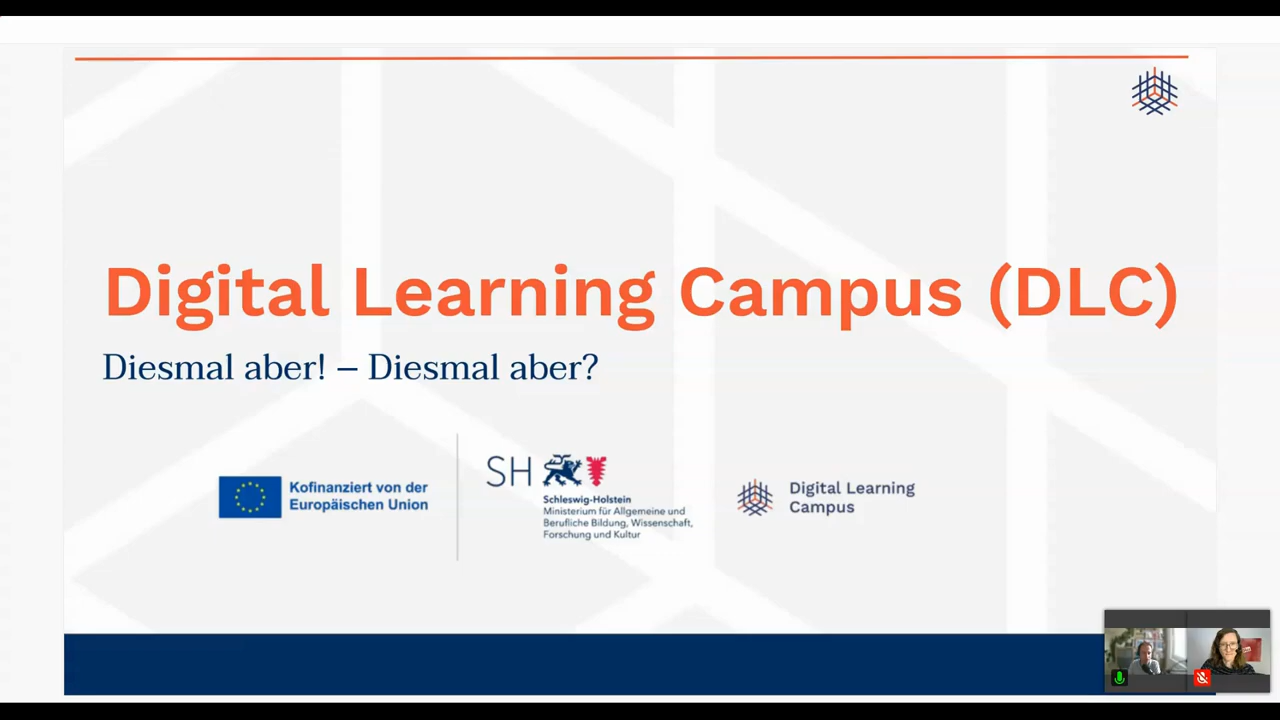 Digital Learning Campus (DLC)
Diesmal aber! – Diesmal aber?
Kofinanziert von der
Europäischen Union
SH
Schleswig-Holstein
Ministerium für Allgemeine und
Berufliche Bildung, Wissenschaft,
Forschung und Kultur
Digital Learning
Campus